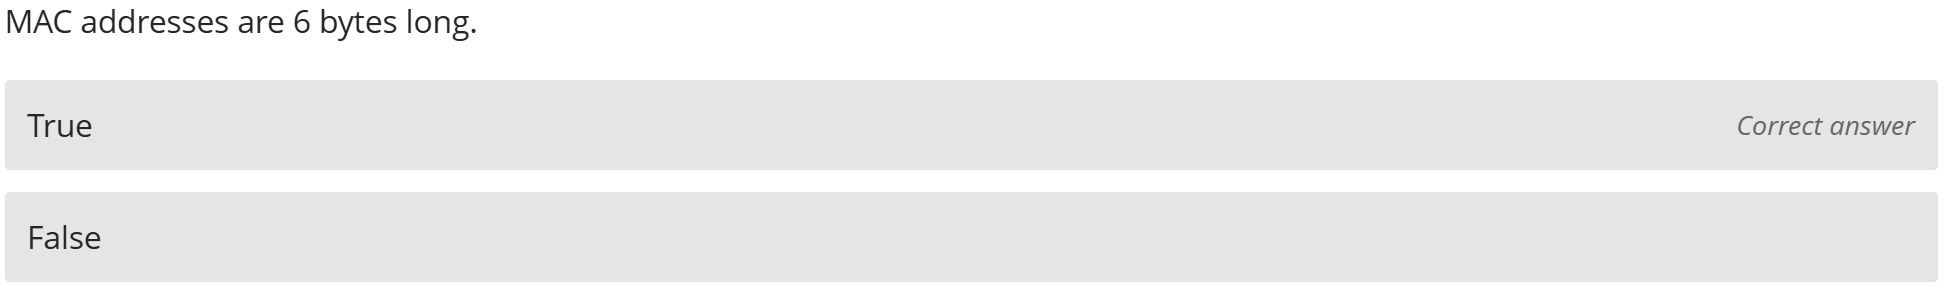 MAC addresses are 6 bytes long.
True
Correct answer
False